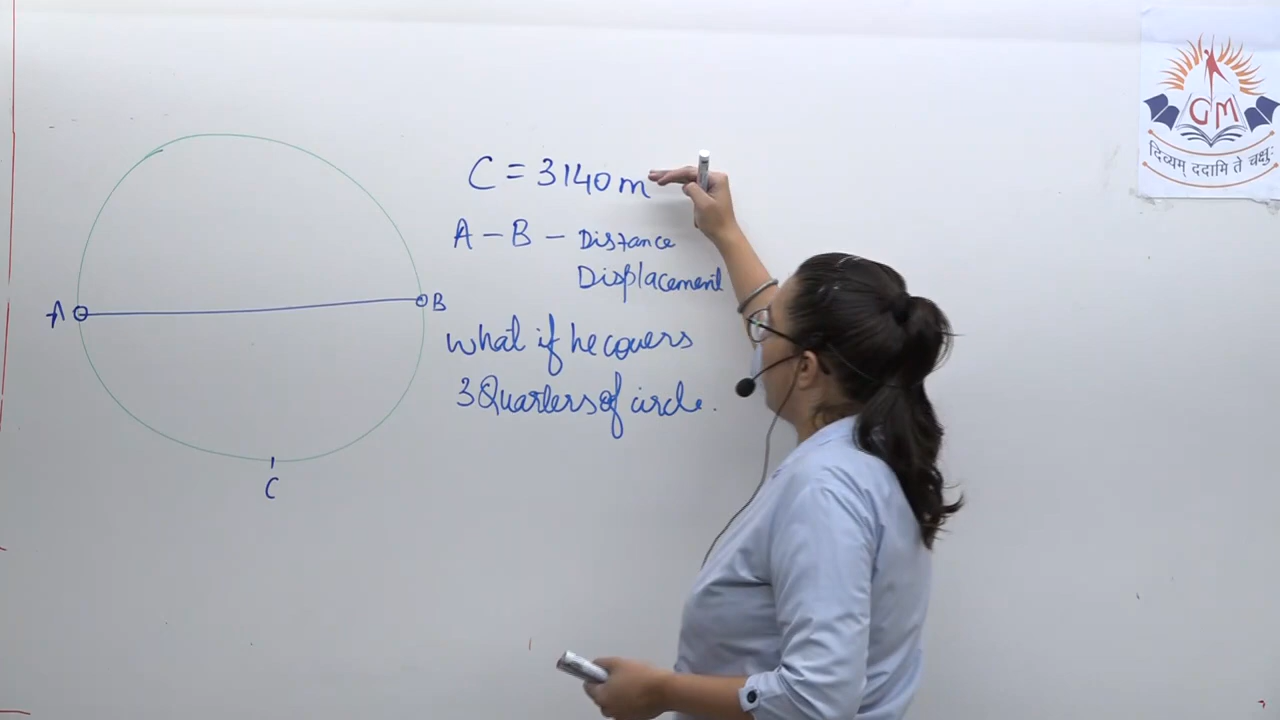 C = 3140 m
A - B - Distance
Displacement
A
B
what if he covers
3 Quarters of circle.
C
GM
दिव्यम् ददामि ते चक्षुः